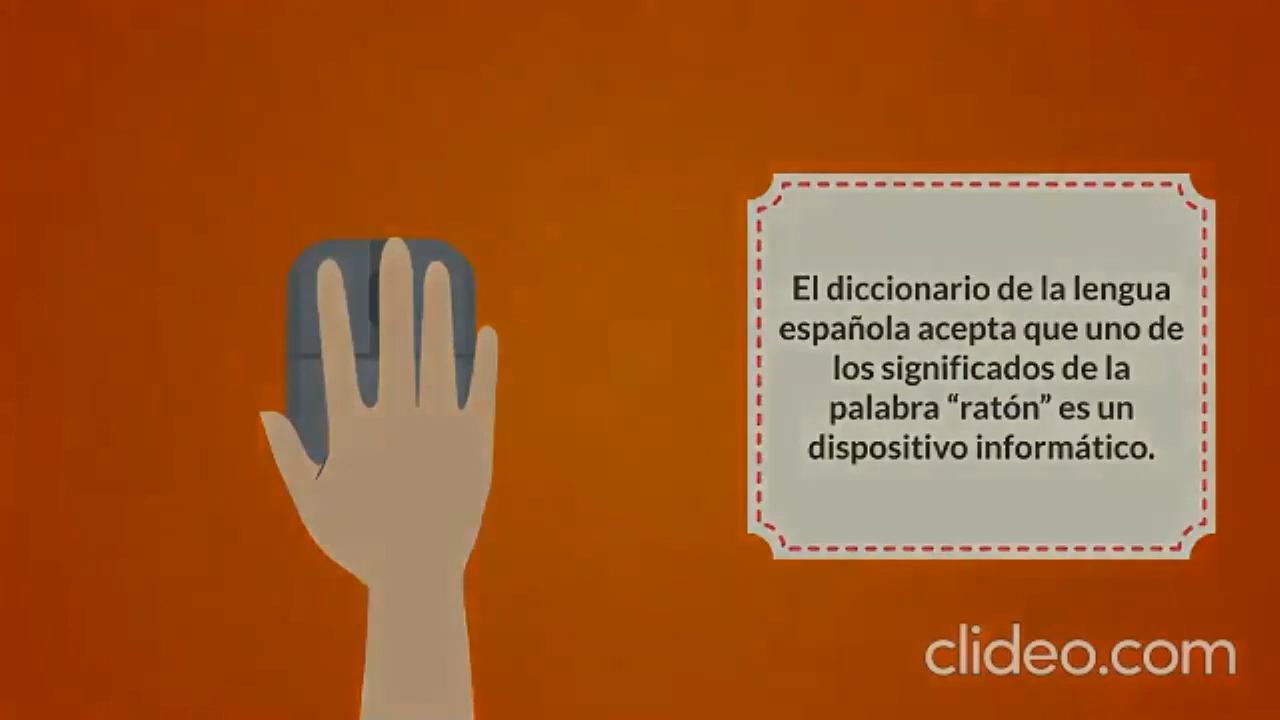 El diccionario de la lengua
española acepta que uno de
los significados de la
palabra “ratón” es un
dispositivo informático.
clideo.com